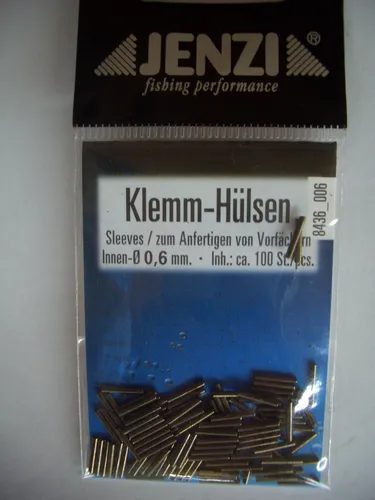 JENZI®
fishing performance
Klemm-Hülsen
Sleeves / zum Anfertigen von Vorfächern
Innen-Ø 0,6 mm. · Inh.: ca. 100 St./pcs.
8436_006